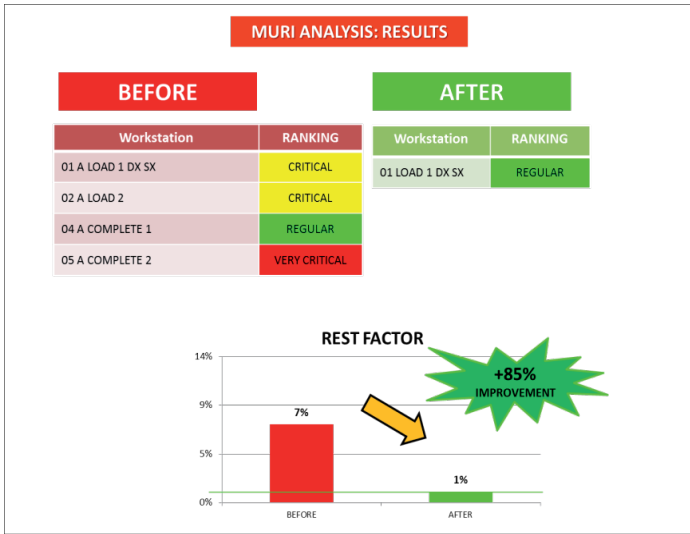 MURI ANALYSIS: RESULTS
BEFORE
AFTER
Workstation RANKING
01 A LOAD 1 DX SX CRITICAL
02 A LOAD 2 CRITICAL
04 A COMPLETE 1 REGULAR
05 A COMPLETE 2 VERY CRITICAL
Workstation RANKING
01 LOAD 1 DX SX REGULAR
REST FACTOR
+85%
IMPROVEMENT
14%
9%
5%
0%
7%
1%
BEFORE
AFTER